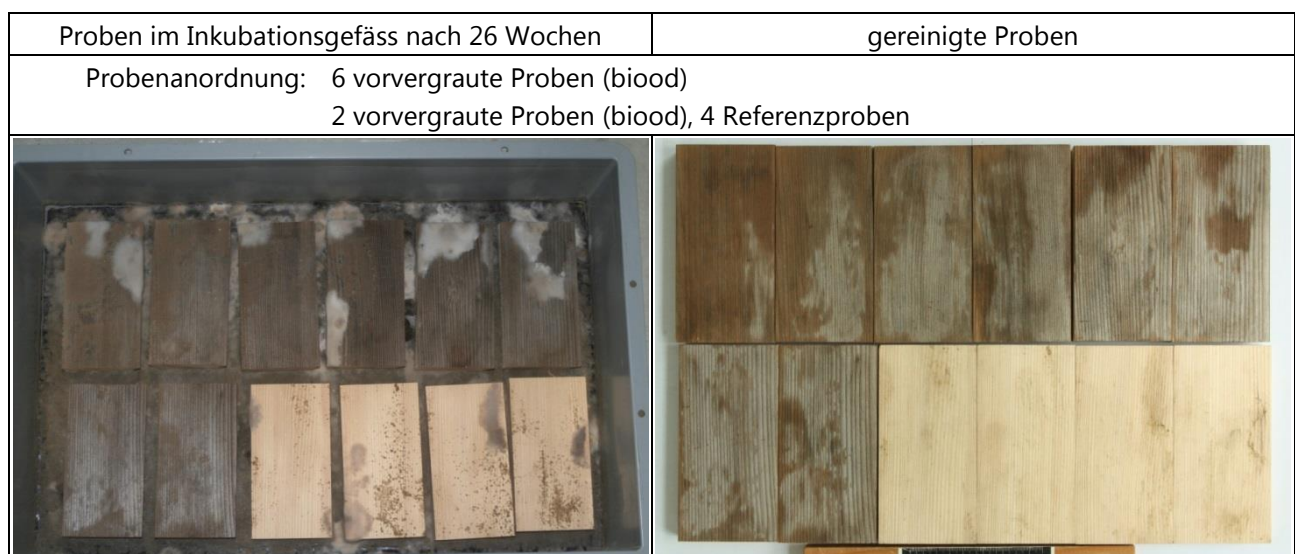 Proben im Inkubationsgefäss nach 26 Wochen
gereinigte Proben
Probenanordnung: 6 vorvergraute Proben (biood)
2 vorvergraute Proben (biood), 4 Referenzproben